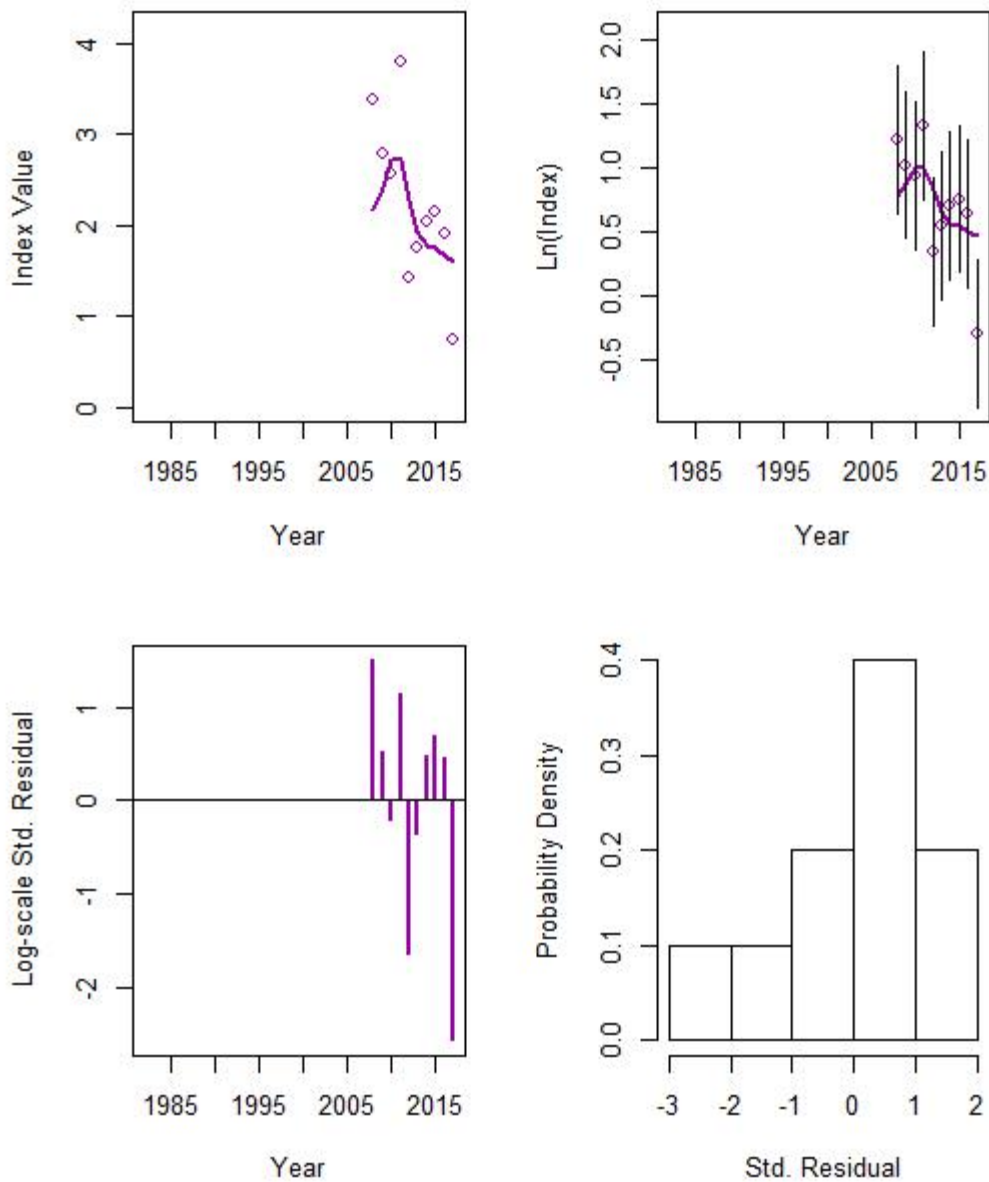 Index Value
4
3
2
1
0
1985 1995 2005 2015
Year
Ln(Index)
2.0
1.5
1.0
0.5
0.0
-0.5
1985 1995 2005 2015
Year
Log-scale Std. Residual
1
0
-1
-2
1985 1995 2005 2015
Year
Probability Density
0.4
0.3
0.2
0.1
0.0
-3 -2 -1 0 1 2
Std. Residual